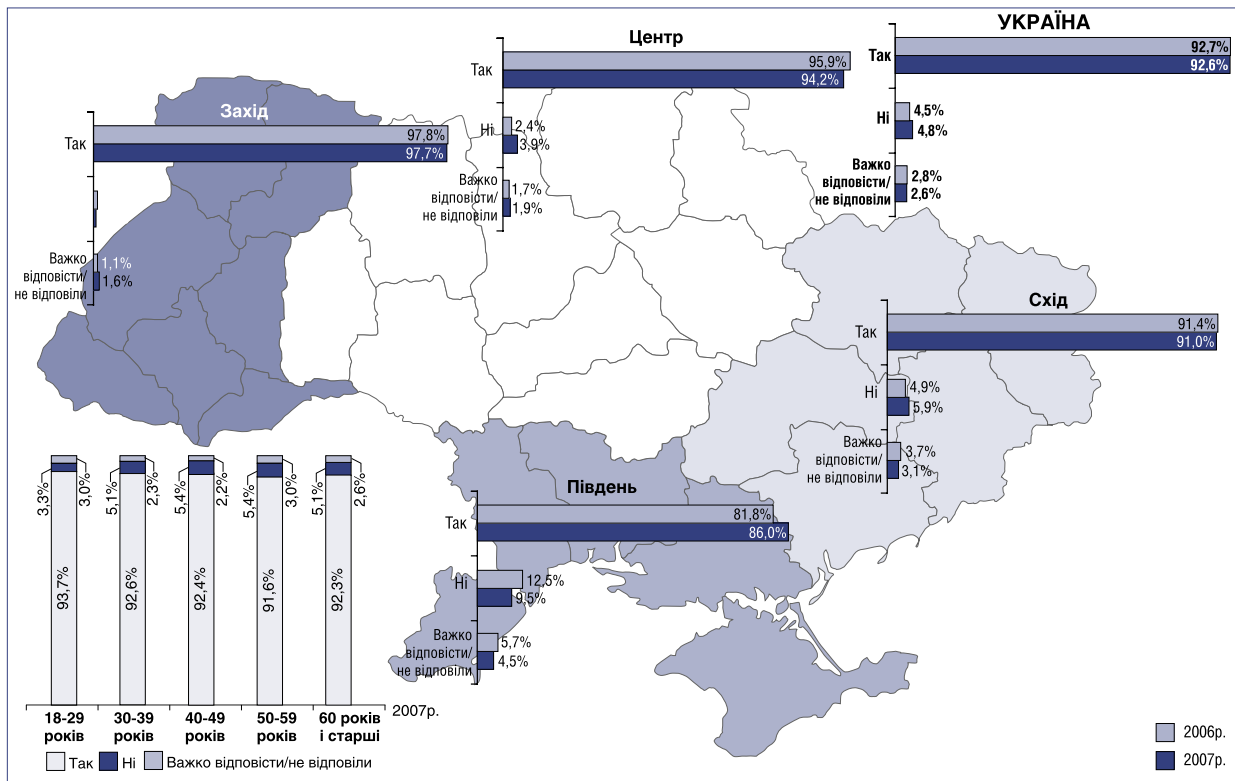 УКРАЇНА
Так
92,7%
92,6%
Ні
4,5%
4,8%
Важко
відповісти/
не відповіли
2,8%
2,6%
Центр
Так
95,9%
94,2%
Ні
2,4%
3,9%
Важко
відповісти/
не відповіли
1,7%
1,9%
Захід
Так
97,8%
97,7%
Важко
відповісти/
не відповіли
1,1%
1,6%
Схід
Так
91,4%
91,0%
Ні
4,9%
5,9%
Важко
відповісти/
не відповіли
3,7%
3,1%
Південь
Так
81,8%
86,0%
Ні
12,5%
9,5%
Важко
відповісти/
не відповіли
5,7%
4,5%
3,3%
3,0%
5,1%
2,3%
5,4%
2,2%
5,4%
3,0%
5,1%
2,6%
93,7%
92,6%
92,4%
91,6%
92,3%
18-29
років
30-39
років
40-49
років
50-59
років
60 років
і старші
2007р.
Так Ні Важко відповісти/не відповіли
2006р.
2007р.